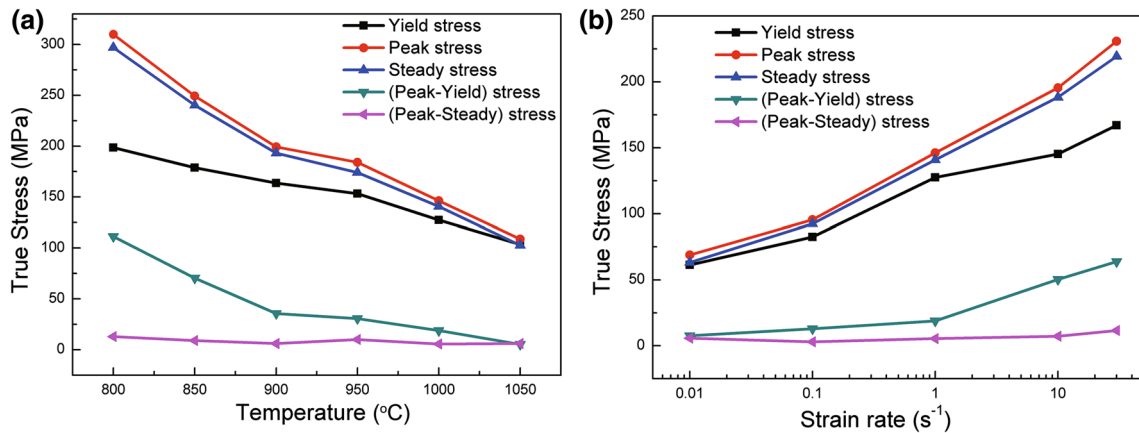 (a)
Yield stress
Peak stress
Steady stress
(Peak-Yield) stress
(Peak-Steady) stress
300
250
200
150
100
50
0
True Stress (MPa)
800 850 900 950 1000 1050
Temperature (°C)
(b)
Yield stress
Peak stress
Steady stress
(Peak-Yield) stress
(Peak-Steady) stress
250
200
150
100
50
0
True Stress (MPa)
0.01 0.1 1 10
Strain rate (s⁻¹)